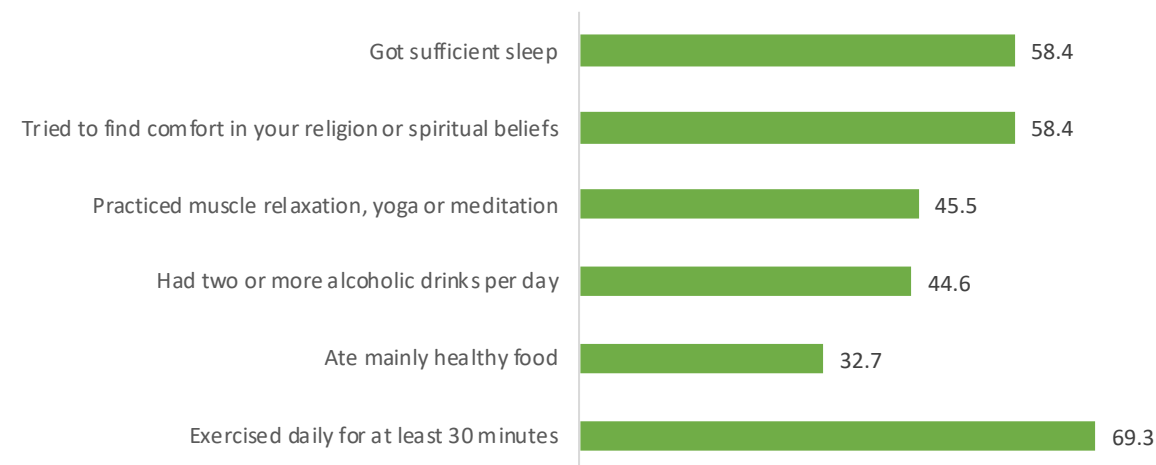 Got sufficient sleep 58.4
Tried to find comfort in your religion or spiritual beliefs 58.4
Practiced muscle relaxation, yoga or meditation 45.5
Had two or more alcoholic drinks per day 44.6
Ate mainly healthy food 32.7
Exercised daily for at least 30 minutes 69.3